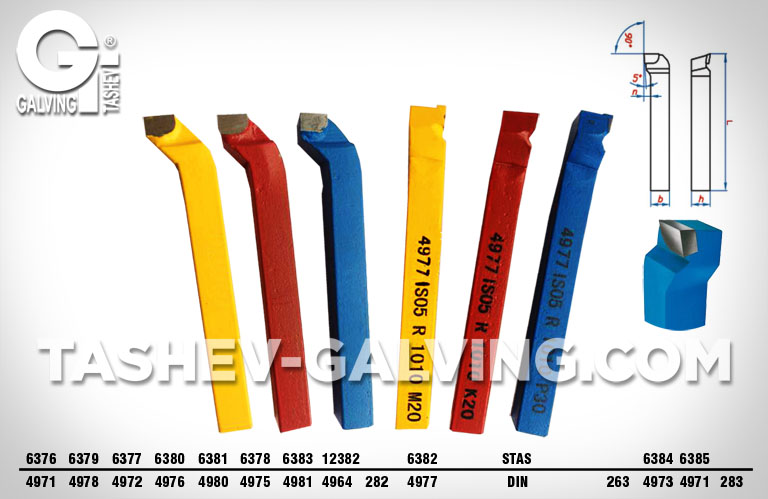 GALVING
TASHEV
®
4977 ISO5 R 1010 M20
4977 ISO5 R 1010 K20
4977 ISO5 R P30
+06
5°
n
L
b
h
TASHEV-GALVING.COM
6376 6379 6377 6380 6381 6378 6383 12382 6382 STAS 6384 6385
4971 4978 4972 4976 4980 4975 4981 4964 282 4977 DIN 263 4973 4971 283